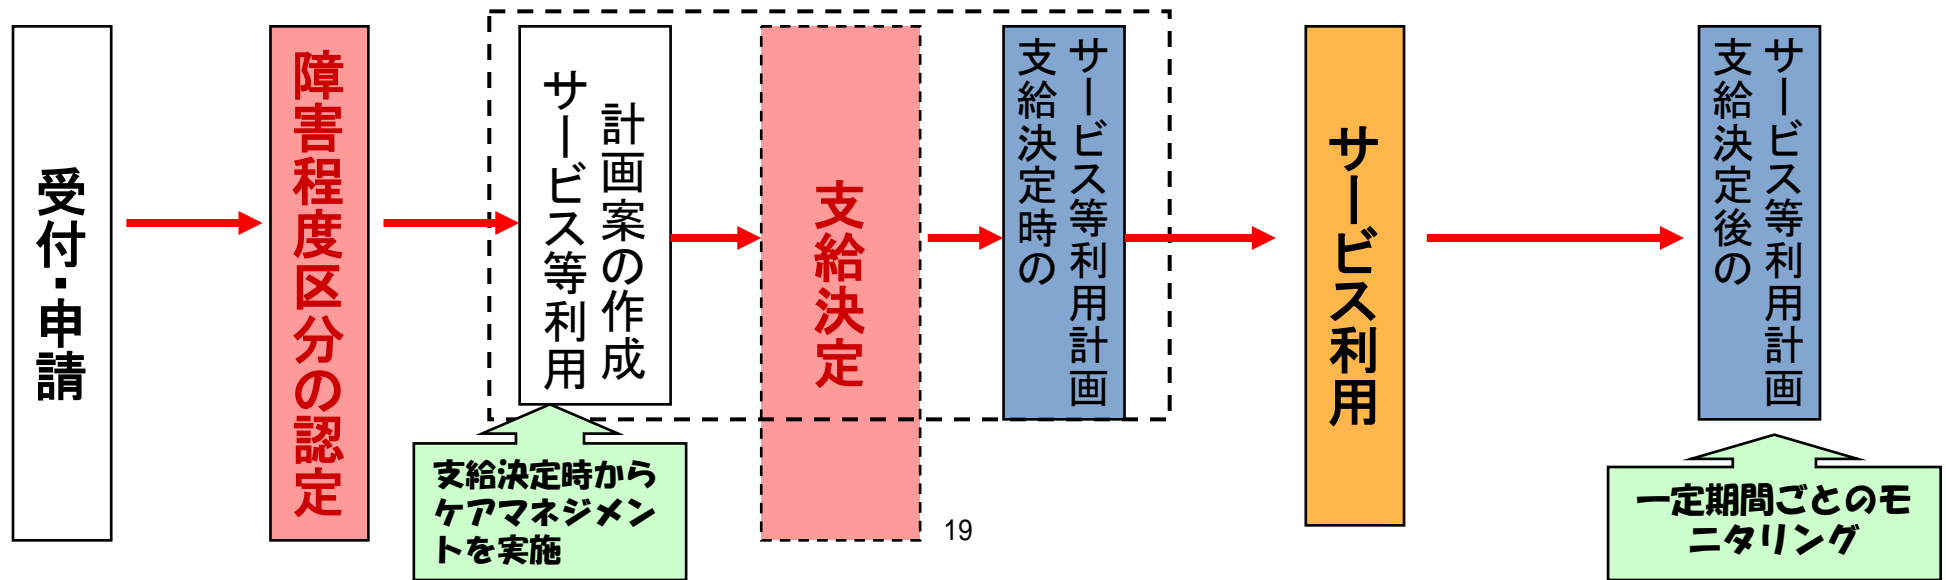 受付・申請
障害程度区分の認定
サービス等利用
計画案の作成
支給決定
サービス等利用計画
支給決定時の
サービス利用
サービス等利用計画
支給決定後の
支給決定時から
ケアマネジメン
トを実施
19
一定期間ごとのモ
ニタリング